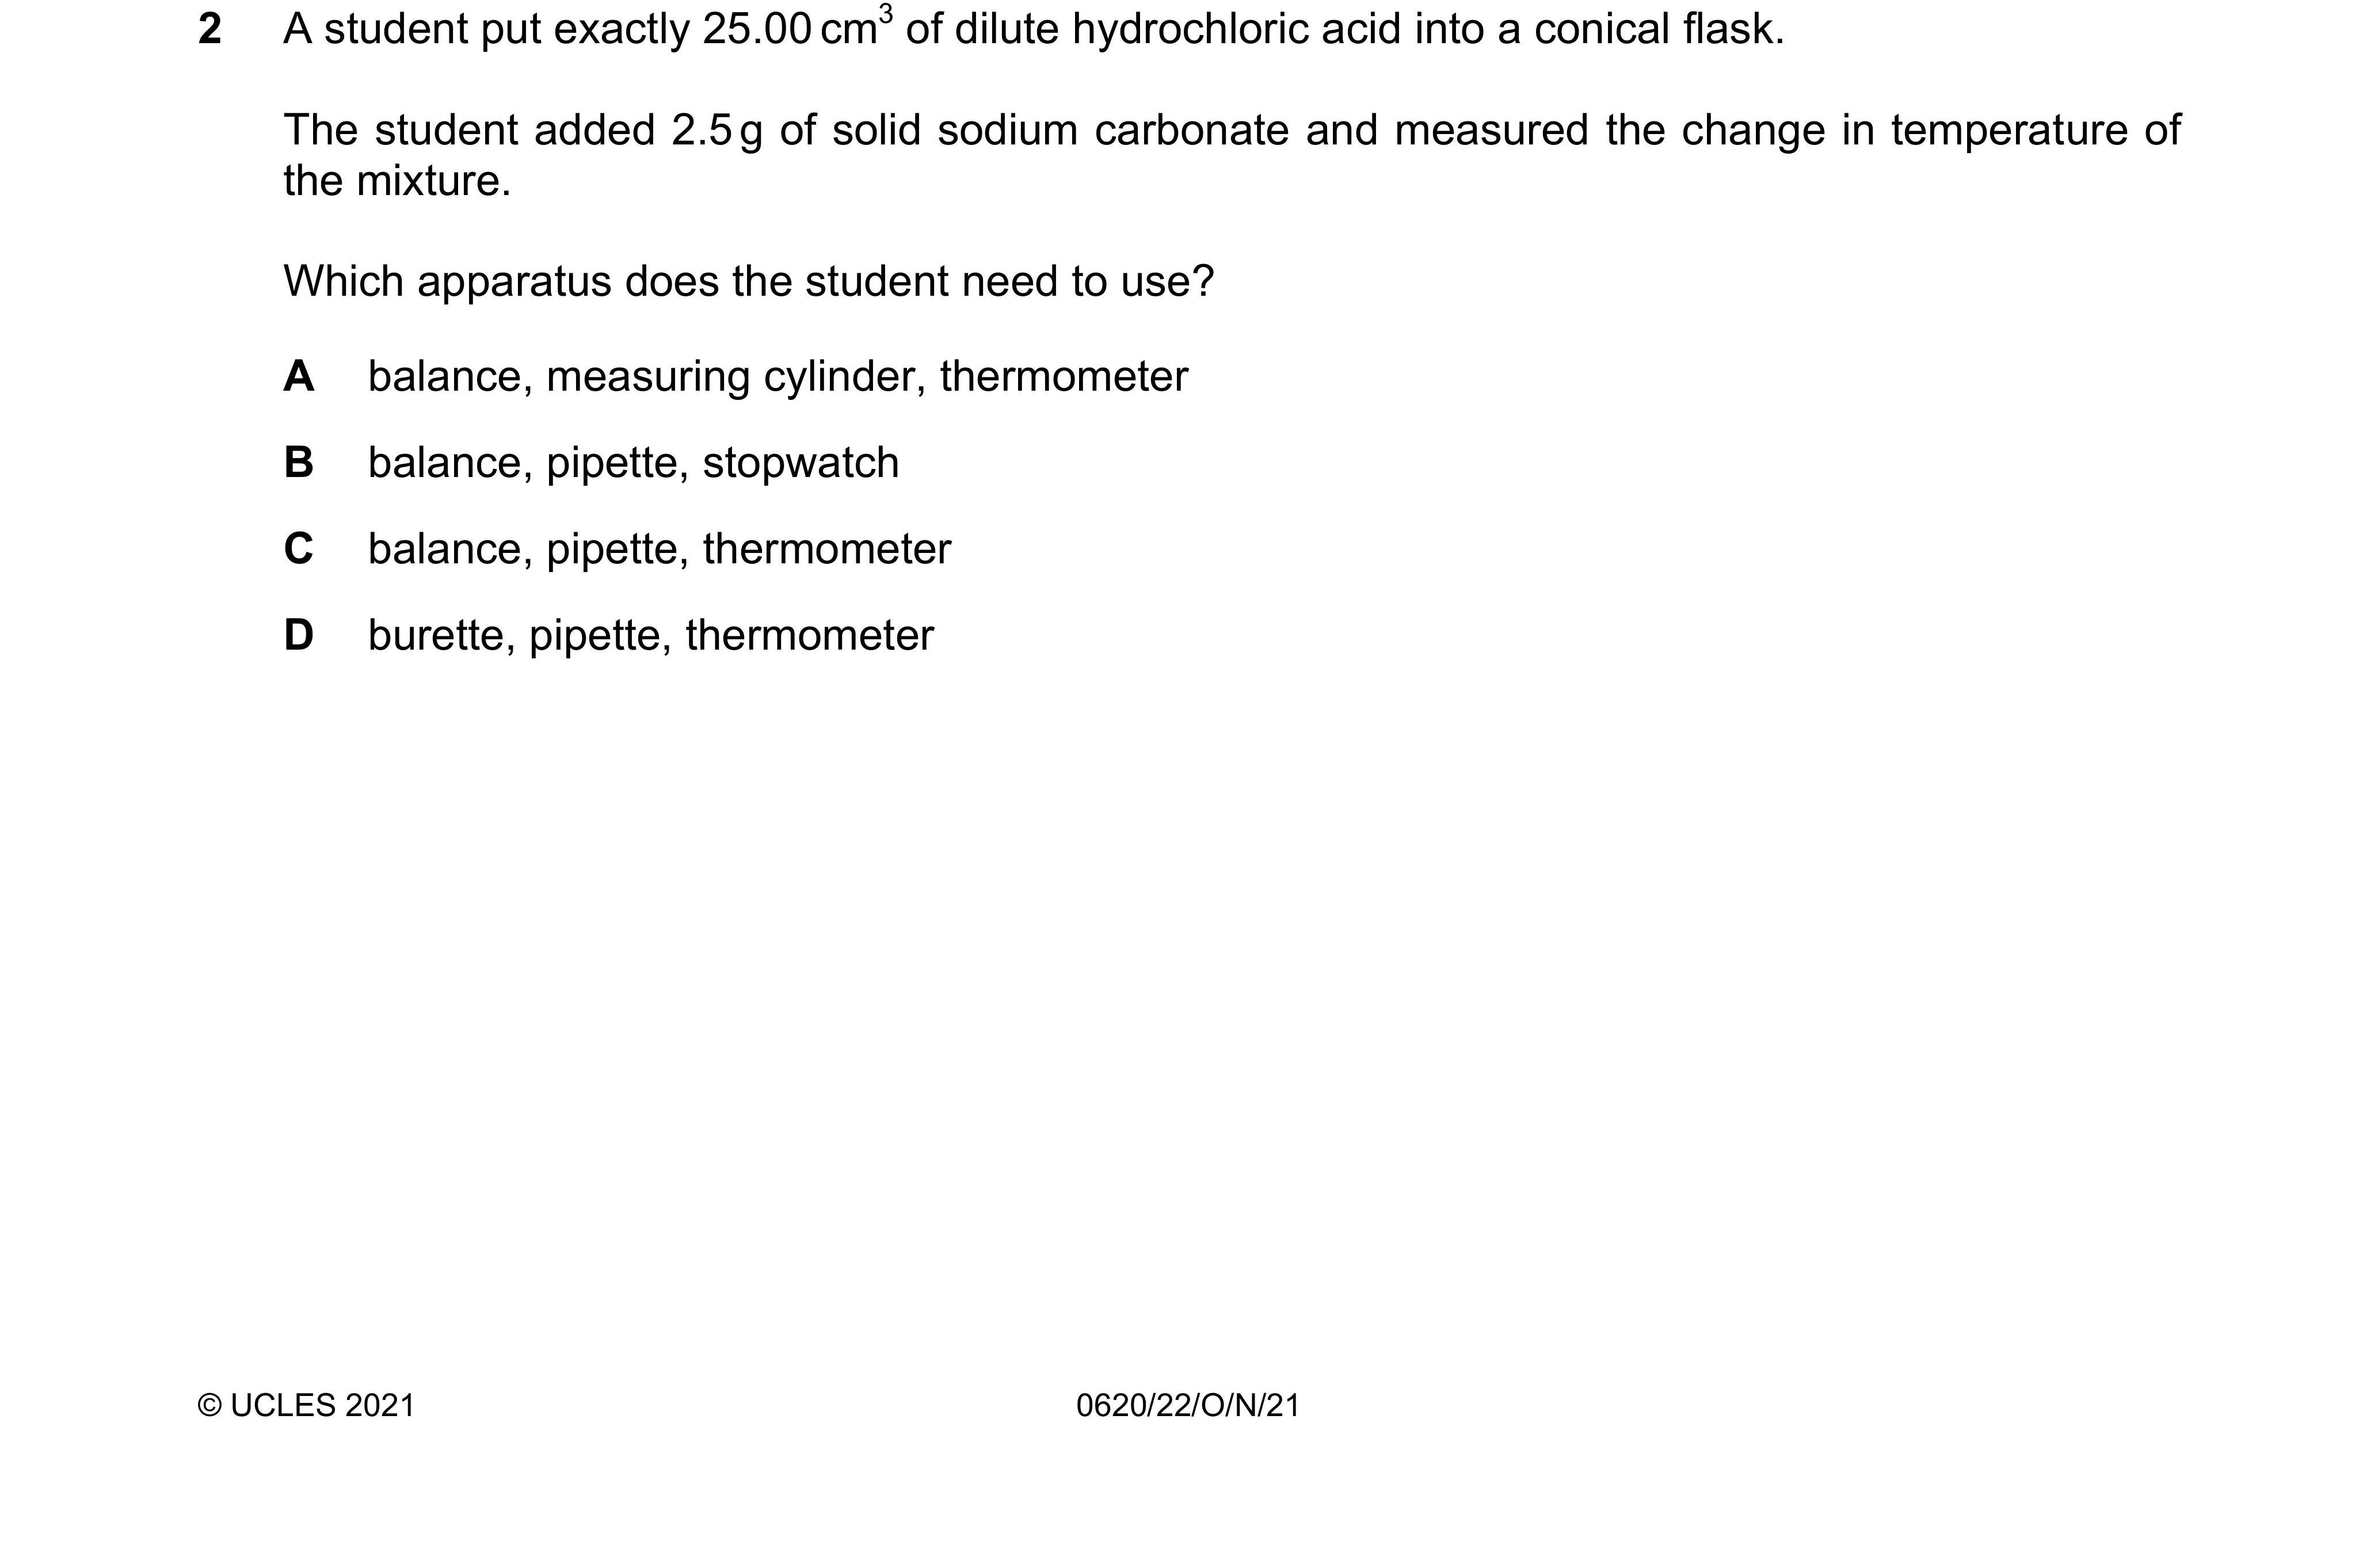 2 A student put exactly 25.00 cm³ of dilute hydrochloric acid into a conical flask.
The student added 2.5 g of solid sodium carbonate and measured the change in temperature of
the mixture.
Which apparatus does the student need to use?
A balance, measuring cylinder, thermometer
B balance, pipette, stopwatch
C balance, pipette, thermometer
D burette, pipette, thermometer
© UCLES 2021 0620/22/O/N/21